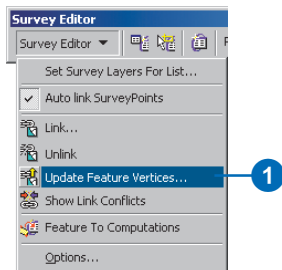 Survey Editor
Survey Editor
Set Survey Layers For List...
Auto link SurveyPoints
Link...
Unlink
Update Feature Vertices...
1
Show Link Conflicts
Feature To Computations
Options...